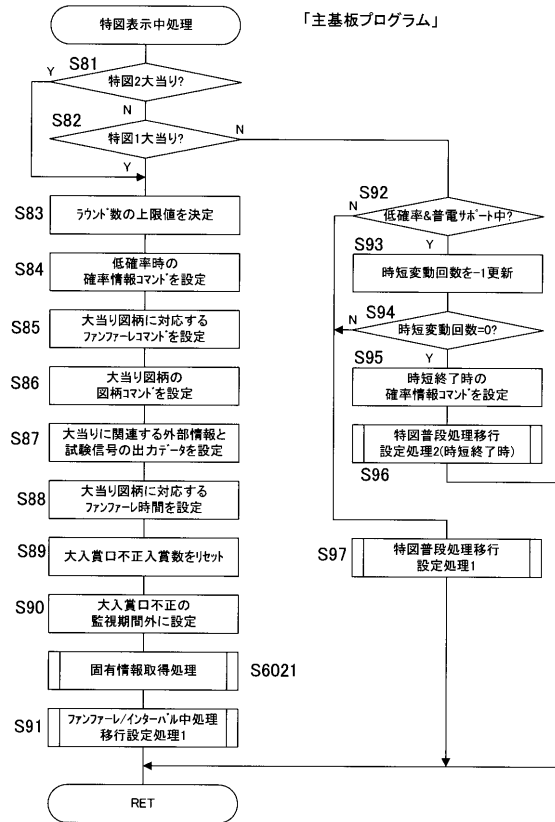 特図表示中処理
「主基板プログラム」
S81
Y
特図2大当り?
N
S82
特図1大当り?
N
Y
S83
ラウンド数の上限値を決定
S84
低確率時の
確率情報コマンドを設定
S85
大当り図柄に対応する
ファンファーレコマンドを設定
S86
大当り図柄の
図柄コマンドを設定
S87
大当りに関連する外部情報と
試験信号の出力データを設定
S88
大当り図柄に対応する
ファンファーレ時間を設定
S89
大入賞口不正入賞数をリセット
S90
大入賞口不正の
監視期間外に設定
固有情報取得処理
S6021
S91
ファンファーレ/インターバル中処理
移行設定処理1
RET
S92
N
低確率&普電サポート中?
Y
S93
時短変動回数を-1更新
S94
N
時短変動回数=0?
Y
S95
時短終了時の
確率情報コマンドを設定
特図普段処理移行
設定処理2(時短終了時)
S96
S97
特図普段処理移行
設定処理1